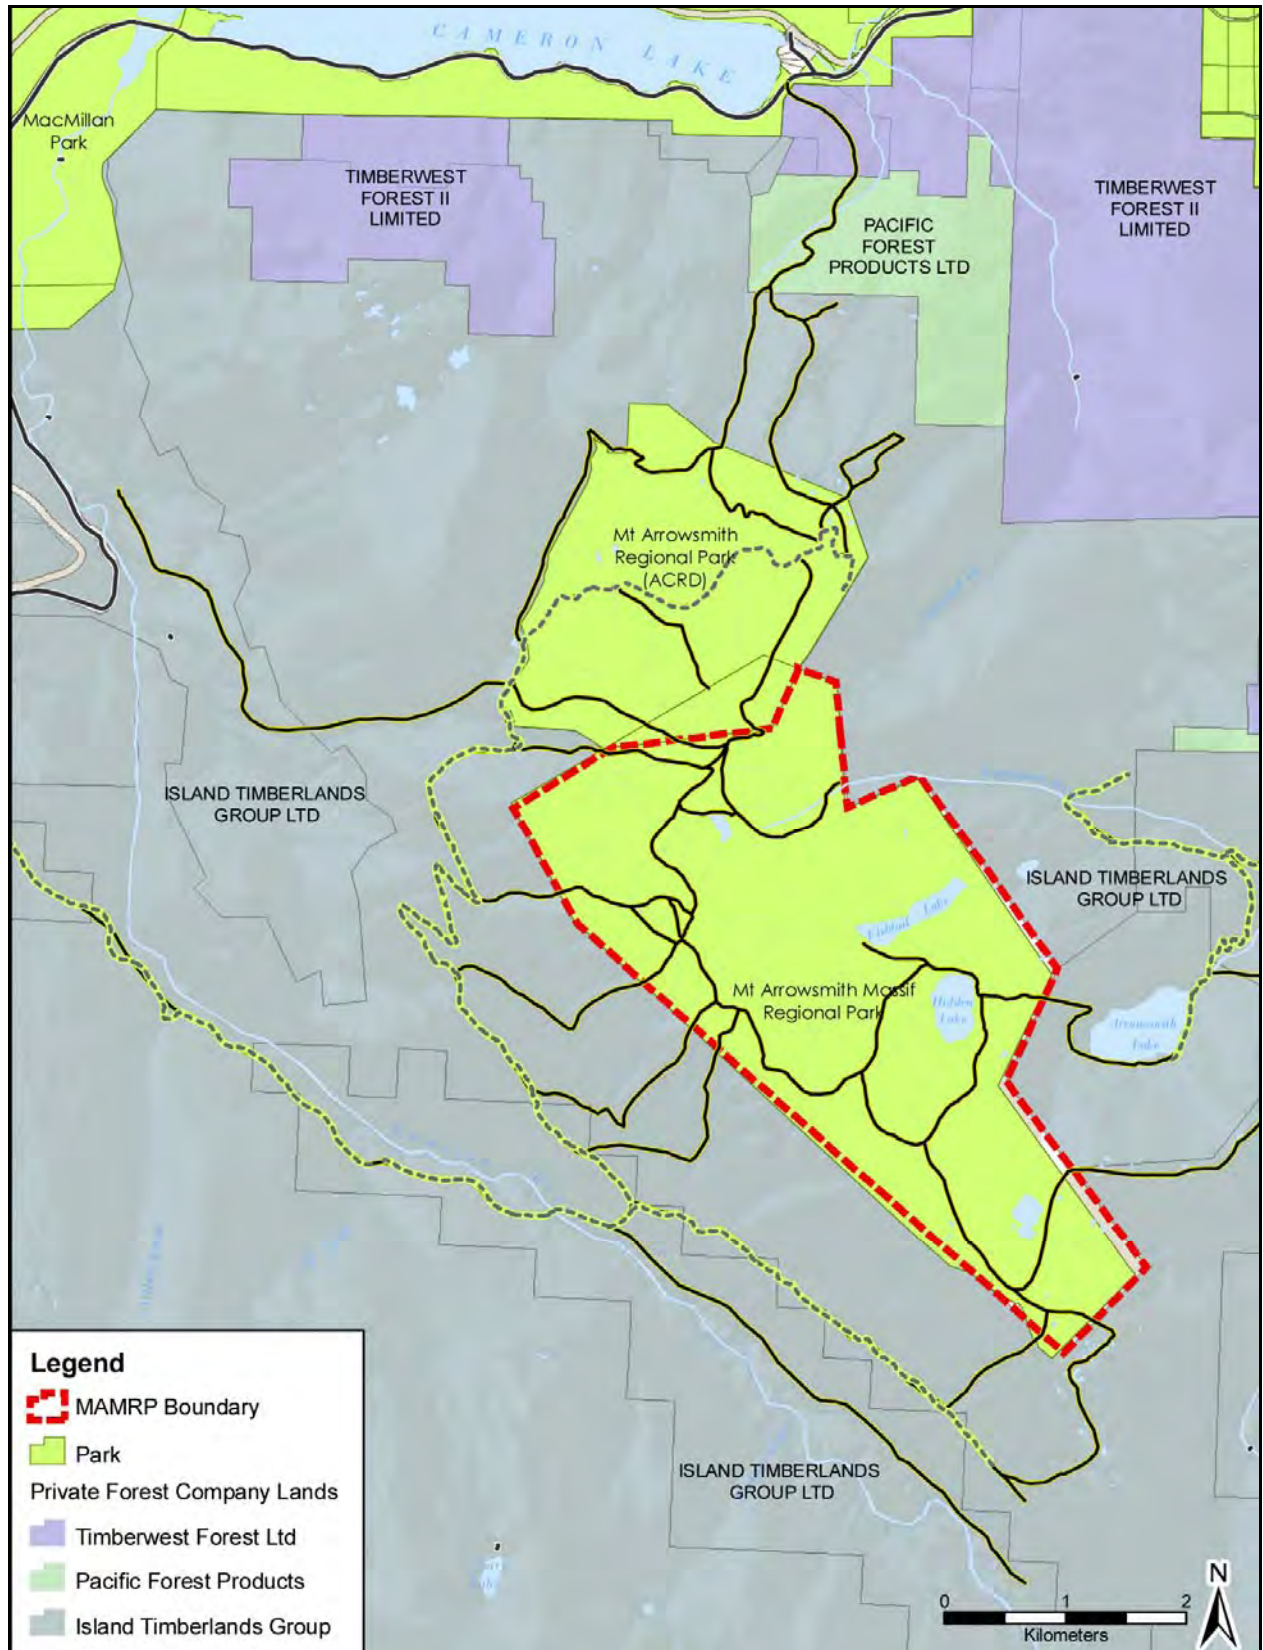 CAMERON LAKE
MacMillan
Park
TIMBERWEST
FOREST II
LIMITED
TIMBERWEST
FOREST II
LIMITED
PACIFIC
FOREST
PRODUCTS LTD
Mt Arrowsmith
Regional Park
(ACRD)
ISLAND TIMBERLANDS
GROUP LTD
ISLAND TIMBERLANDS
GROUP LTD
Lake
Mt Arrowsmith Massif
Regional Park
Hidden
Lake
Arrowsmith
Lake
ISLAND TIMBERLANDS
GROUP LTD
Legend
MAMRP Boundary
Park
Private Forest Company Lands
Timberwest Forest Ltd
Pacific Forest Products
Island Timberlands Group
N
0 1 2
Kilometers